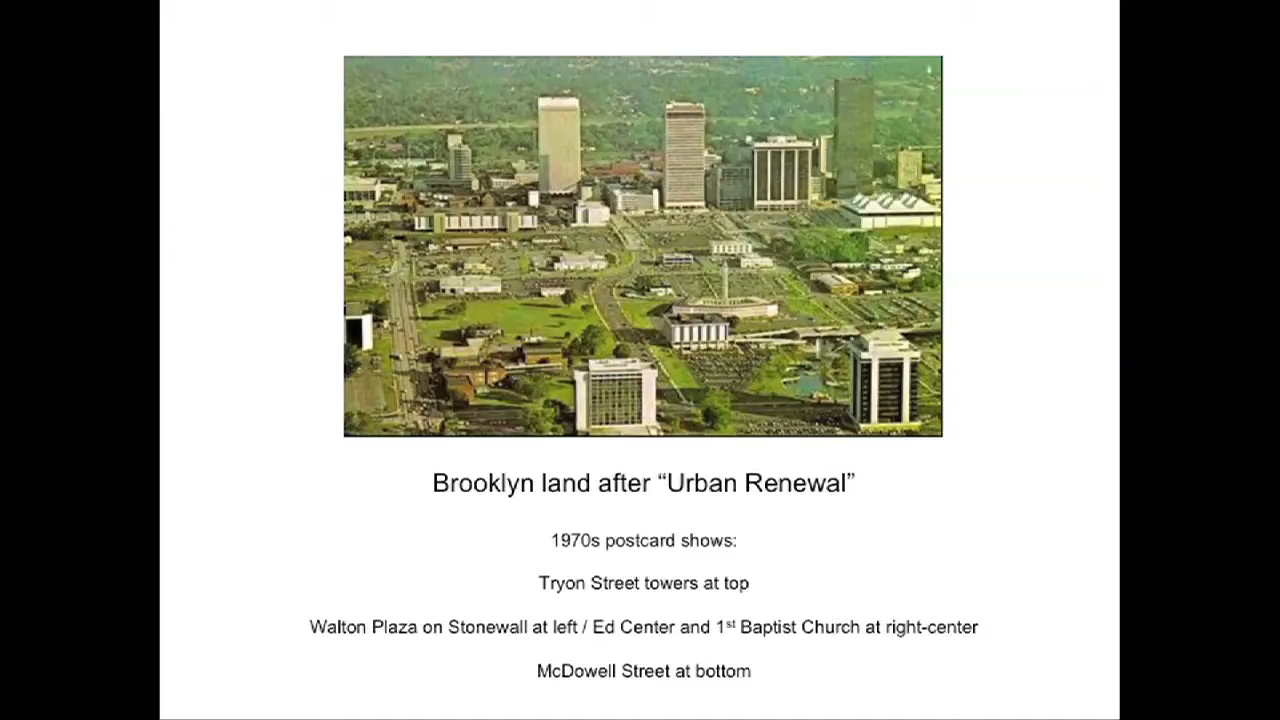 Brooklyn land after “Urban Renewal”
1970s postcard shows:
Tryon Street towers at top
Walton Plaza on Stonewall at left / Ed Center and 1st Baptist Church at right-center
McDowell Street at bottom